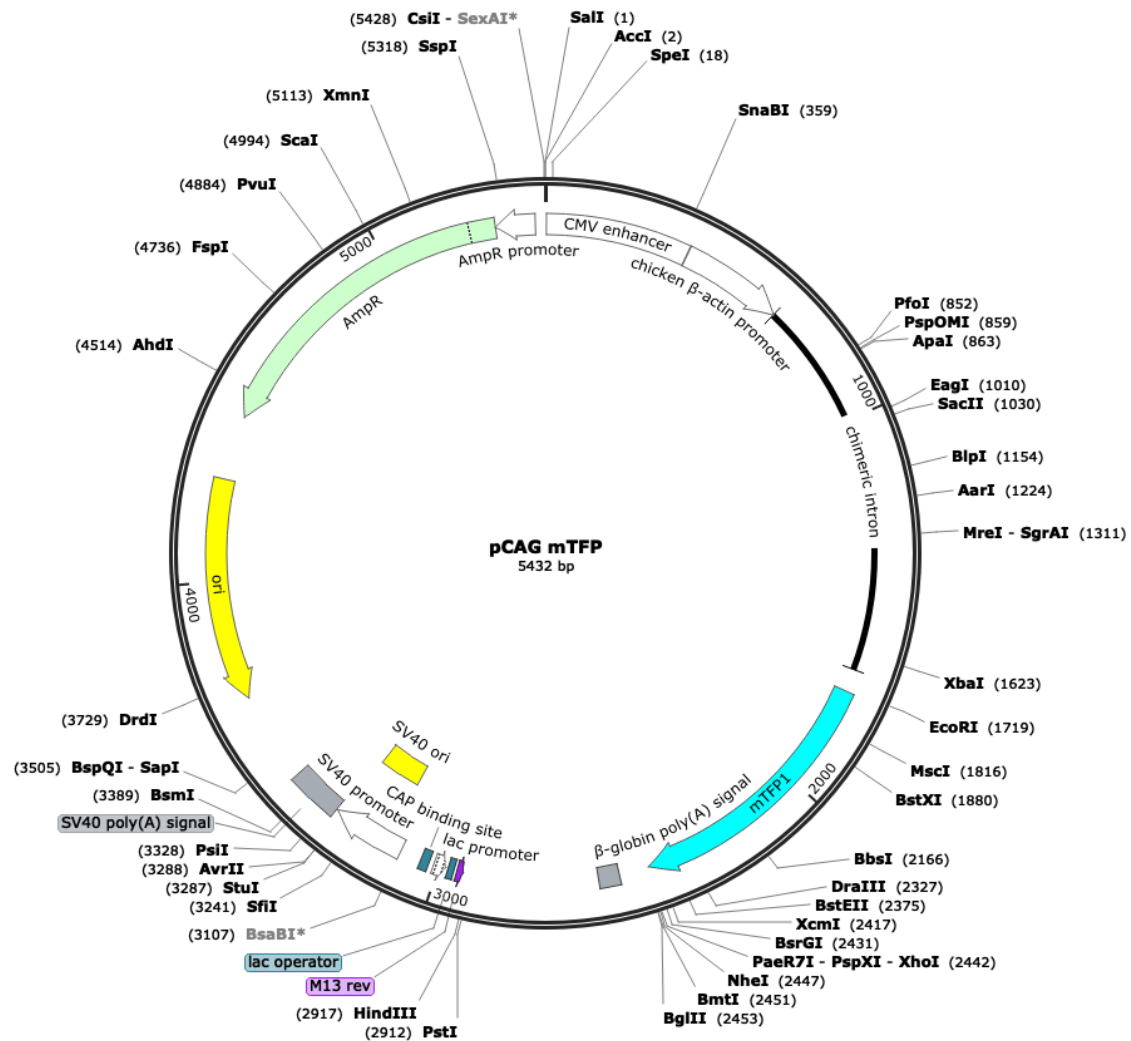 (5428) CsiI - SexAI*
(5318) SspI
(5113) XmnI
(4994) ScaI
(4884) PvuI
(4736) FspI
(4514) AhdI
SalI (1)
AccI (2)
SpeI (18)
SnaBI (359)
PfoI (852)
PspOMI (859)
ApaI (863)
EagI (1010)
SacII (1030)
BlpI (1154)
AarI (1224)
MreI - SgrAI (1311)
XbaI (1623)
EcoRI (1719)
MscI (1816)
BstXI (1880)
BbsI (2166)
DraIII (2327)
BstEII (2375)
XcmI (2417)
BsrGI (2431)
PaeR7I - PspXI - XhoI (2442)
NheI (2447)
BmtI (2451)
BglII (2453)
(3729) DrdI
(3505) BspQI - SapI
(3389) BsmI
SV40 poly(A) signal
(3328) PsiI
(3288) AvrII
(3287) StuI
(3241) SfiI
(3107) BsaBI*
lac operator
M13 rev
(2917) HindIII
(2912) PstI
CMV enhancer
chicken β-actin promoter
chimeric intron
mTFP1
β-globin poly(A) signal
lac promoter
CAP binding site
SV40 promoter
SV40 ori
ori
AmpR
AmpR promoter
1000
2000
3000
4000
5000
pCAG mTFP
5432 bp